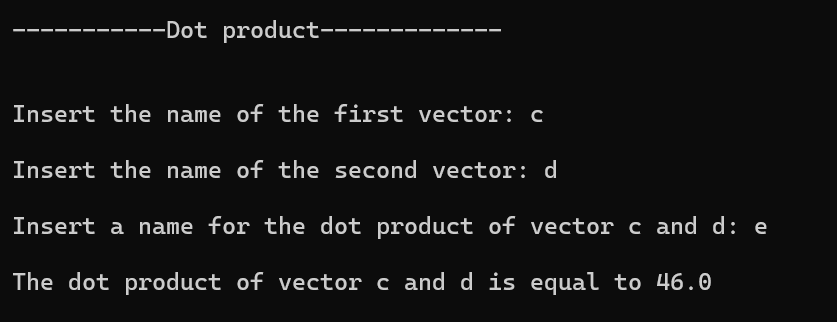 -----------Dot product-------------
Insert the name of the first vector: c
Insert the name of the second vector: d
Insert a name for the dot product of vector c and d: e
The dot product of vector c and d is equal to 46.0